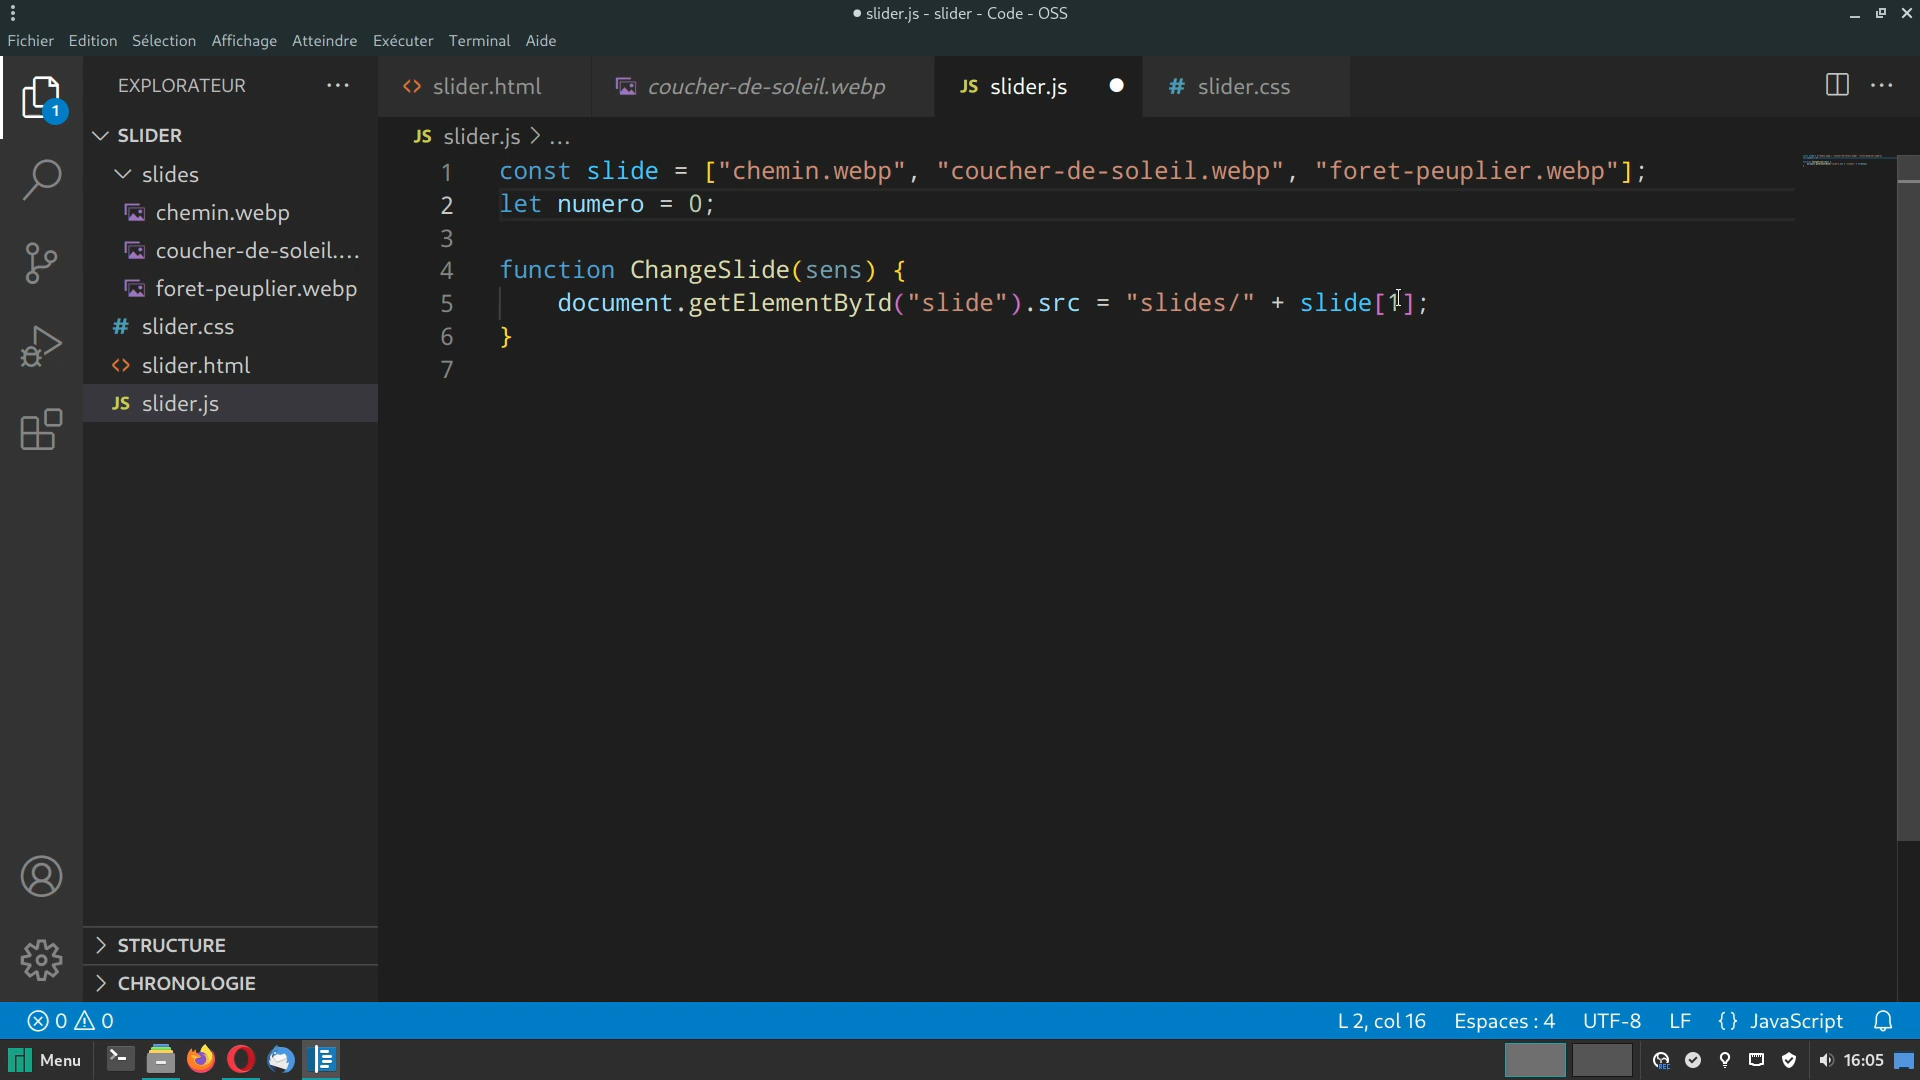 slider.js - slider - Code - OSS
Fichier Edition Sélection Affichage Atteindre Exécuter Terminal Aide
EXPLORATEUR
1
SLIDER
slides
chemin.webp
coucher-de-soleil....
foret-peuplier.webp
# slider.css
<> slider.html
JS slider.js
STRUCTURE
CHRONOLOGIE
<> slider.html
coucher-de-soleil.webp
JS slider.js
# slider.css
JS slider.js > ...
1 const slide = ["chemin.webp", "coucher-de-soleil.webp", "foret-peuplier.webp"];
2 let numero = 0;
3
4 function ChangeSlide(sens) {
5 document.getElementById("slide").src = "slides/" + slide[1];
6 }
7
0 0
L 2, col 16 Espaces : 4 UTF-8 LF {} JavaScript
Menu
REC
16:05